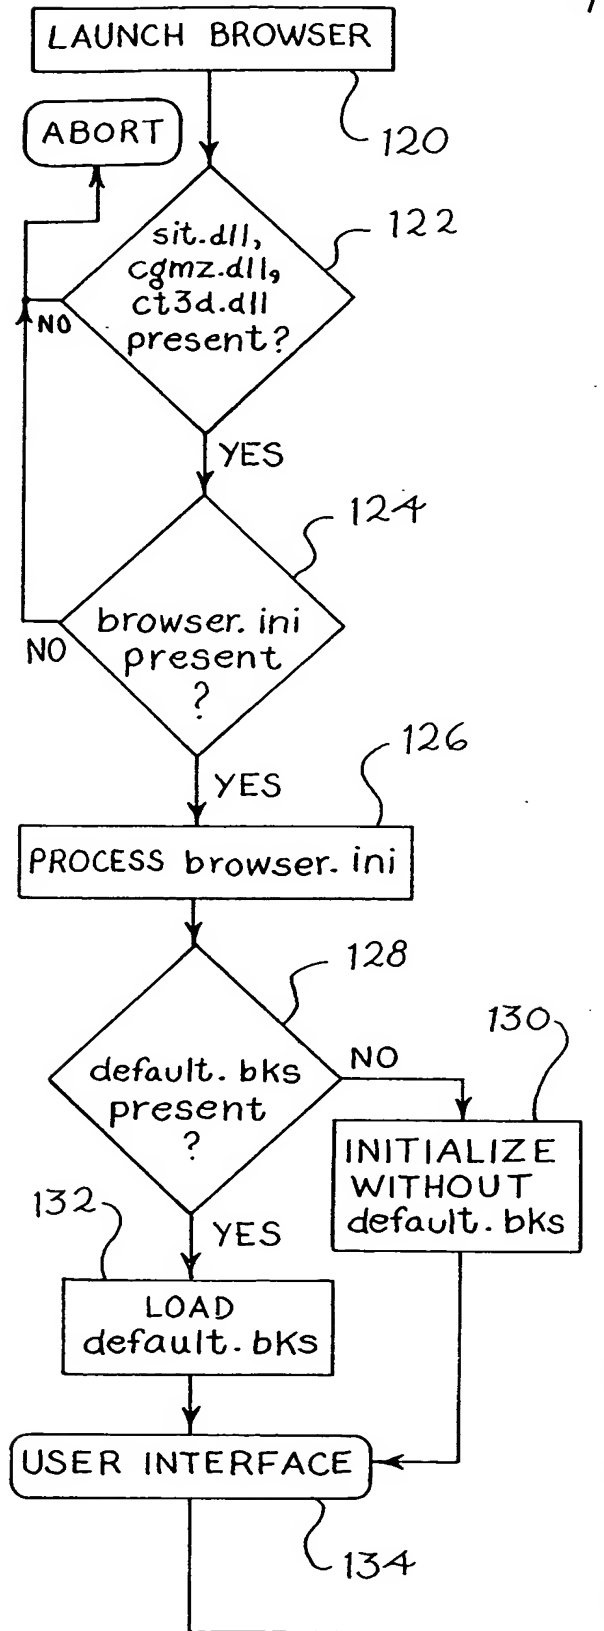 LAUNCH BROWSER
120
ABORT
122
sit.dll,
cgmz.dll,
ct3d.dll
present?
NO
YES
124
browser.ini
present
?
NO
YES
126
PROCESS browser.ini
128
default.bks
present
?
NO
130
INITIALIZE
WITHOUT
default.bks
132
YES
LOAD
default.bks
USER INTERFACE
134